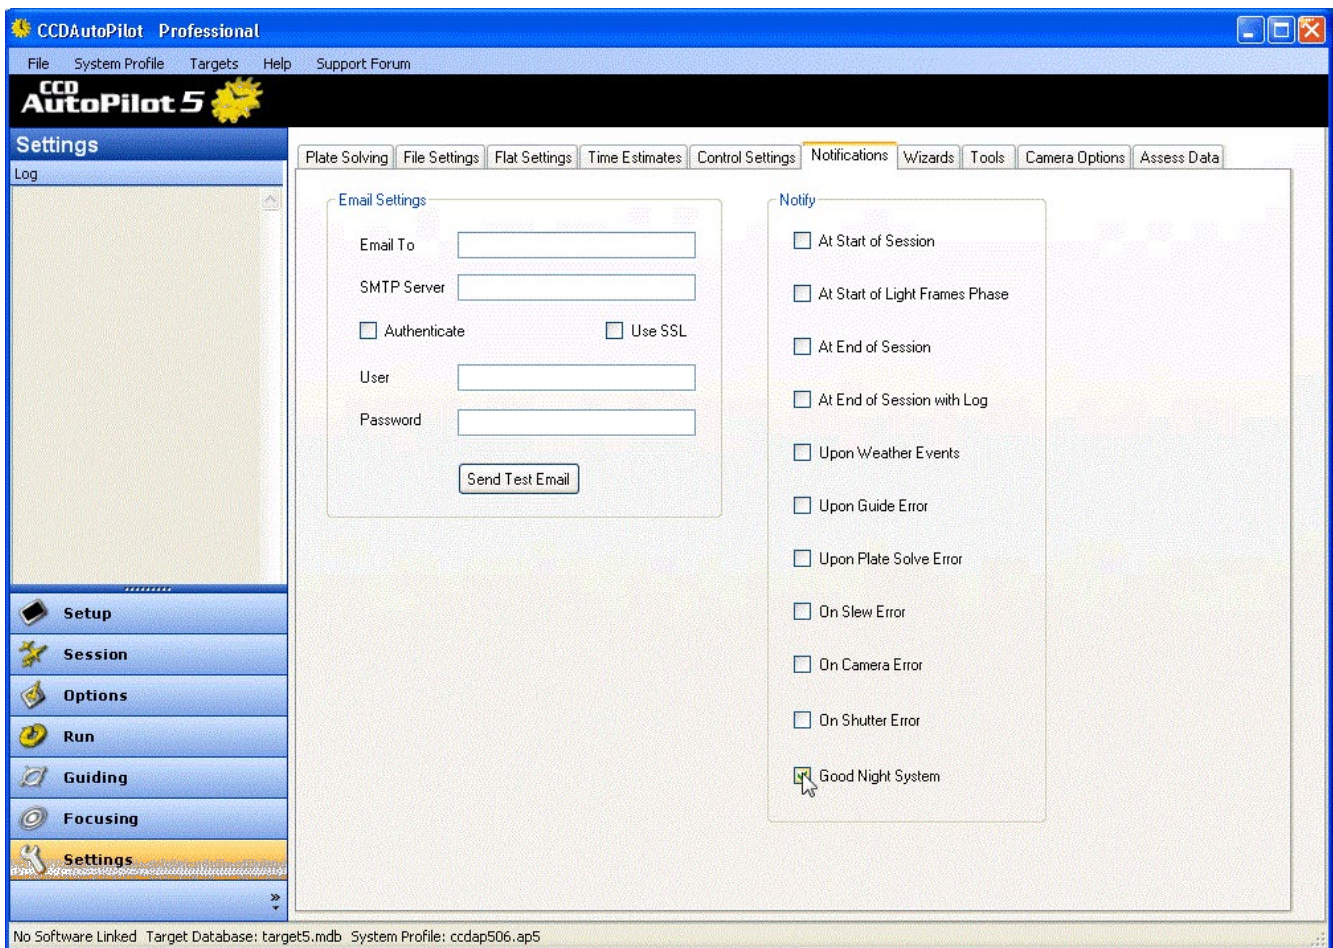 CCDAutoPilot Professional
File System Profile Targets Help Support Forum
CCD
AutoPilot 5
Settings
Log
Plate Solving File Settings Flat Settings Time Estimates Control Settings Notifications Wizards Tools Camera Options Assess Data
Email Settings
Email To
SMTP Server
Authenticate Use SSL
User
Password
Send Test Email
Notify
At Start of Session
At Start of Light Frames Phase
At End of Session
At End of Session with Log
Upon Weather Events
Upon Guide Error
Upon Plate Solve Error
On Slew Error
On Camera Error
On Shutter Error
Good Night System
Setup
Session
Options
Run
Guiding
Focusing
Settings
No Software Linked Target Database: target5.mdb System Profile: ccdap506.ap5